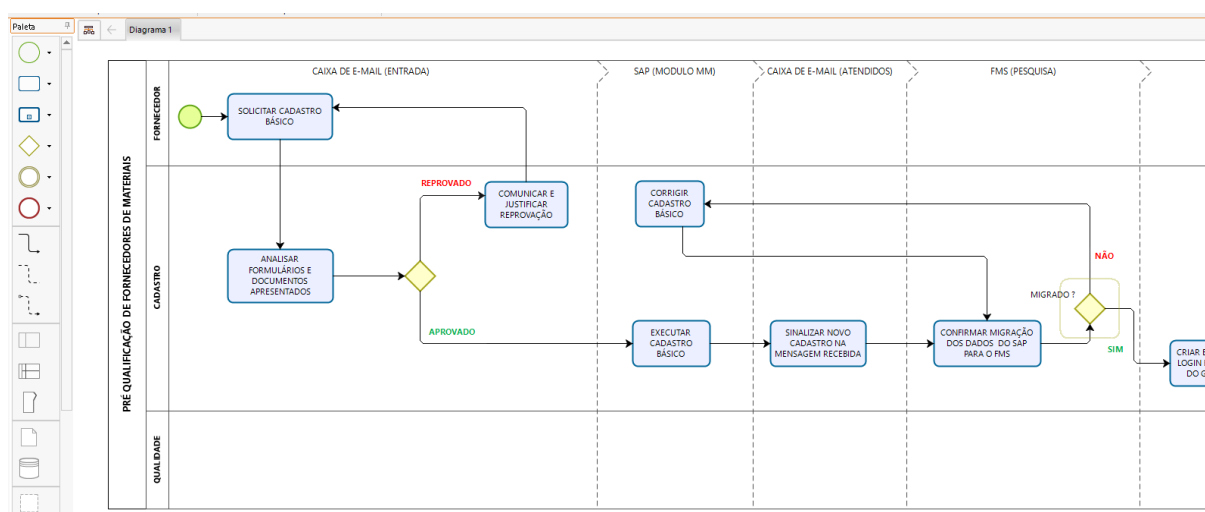 Paleta
Diagrama 1
CAIXA DE E-MAIL (ENTRADA)
SAP (MODULO MM)
CAIXA DE E-MAIL (ATENDIDOS)
FMS (PESQUISA)
PRÉ QUALIFICAÇÃO DE FORNECEDORES DE MATERIAIS
FORNECEDOR
SOLICITAR CADASTRO
BÁSICO
CADASTRO
REPROVADO
COMUNICAR E
JUSTIFICAR
REPROVAÇÃO
CORRIGIR
CADASTRO
BÁSICO
ANALISAR
FORMULÁRIOS E
DOCUMENTOS
APRESENTADOS
NÃO
MIGRADO ?
APROVADO
EXECUTAR
CADASTRO
BÁSICO
SINALIZAR NOVO
CADASTRO NA
MENSAGEM RECEBIDA
CONFIRMAR MIGRAÇÃO
DOS DADOS DO SAP
PARA O FMS
SIM
CRIAR E
LOGIN
DO G
QUALIDADE